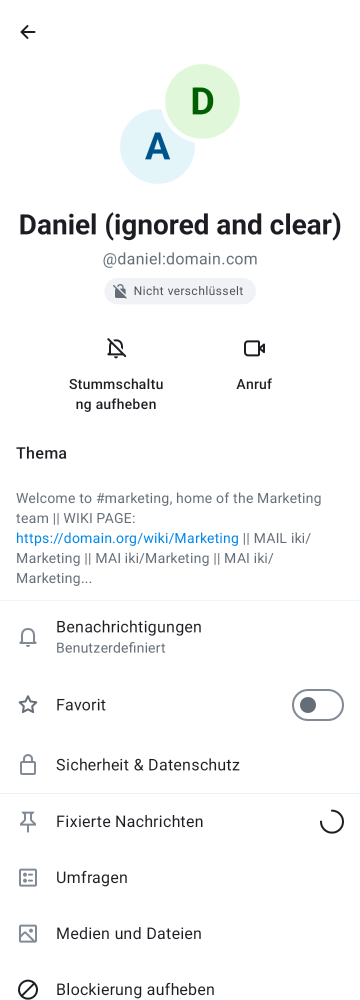 D
A
Daniel (ignored and clear)
@daniel:domain.com
Nicht verschlüsselt
Stummschaltu
ng aufheben
Anruf
Thema
Welcome to #marketing, home of the Marketing
team || WIKI PAGE:
https://domain.org/wiki/Marketing || MAIL iki/
Marketing || MAI iki/Marketing || MAI iki/
Marketing...
Benachrichtigungen
Benutzerdefiniert
Favorit
Sicherheit & Datenschutz
Fixierte Nachrichten
Umfragen
Medien und Dateien
Blockierung aufheben